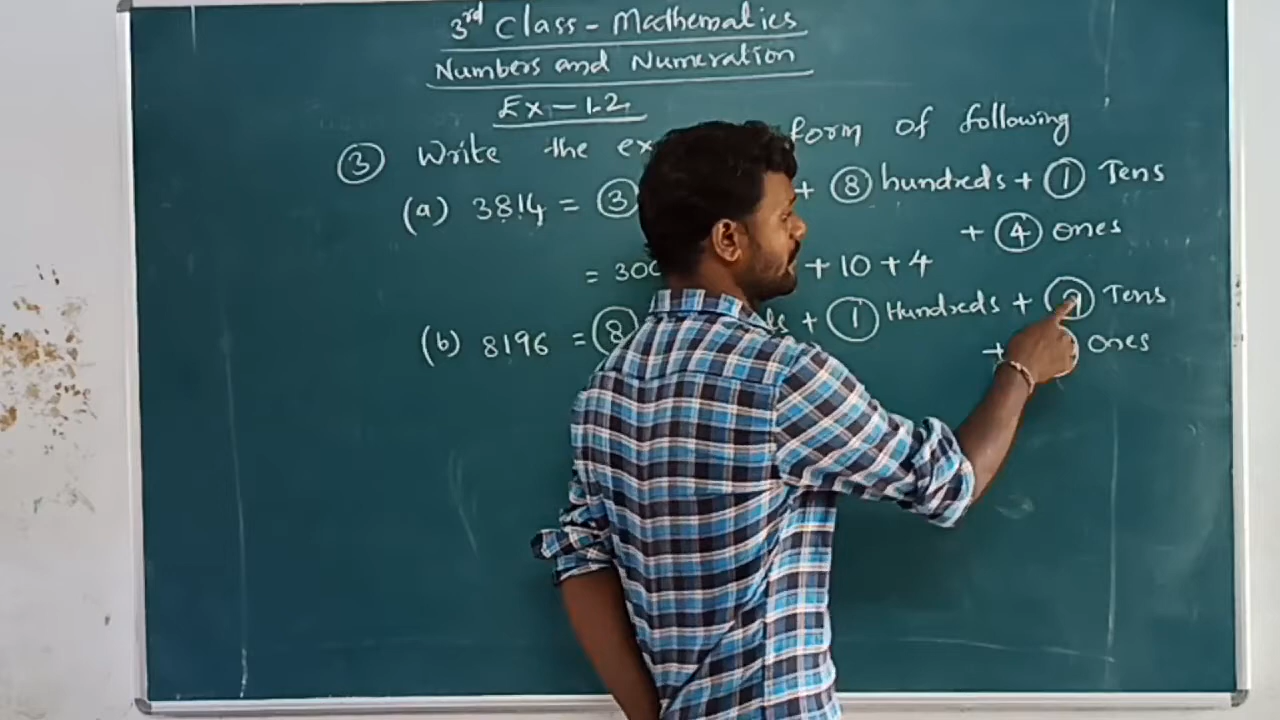 3rd Class - Mathematics
Numbers and Numeration
Ex - 1.2
③ Write the ex form of following
(a) 3814 = ③ + ⑧ hundreds + ① Tens
+ ④ ones
= 300 + 10 + 4
(b) 8196 = ⑧ + ① Hundreds + ⑨ Tens
+ ones